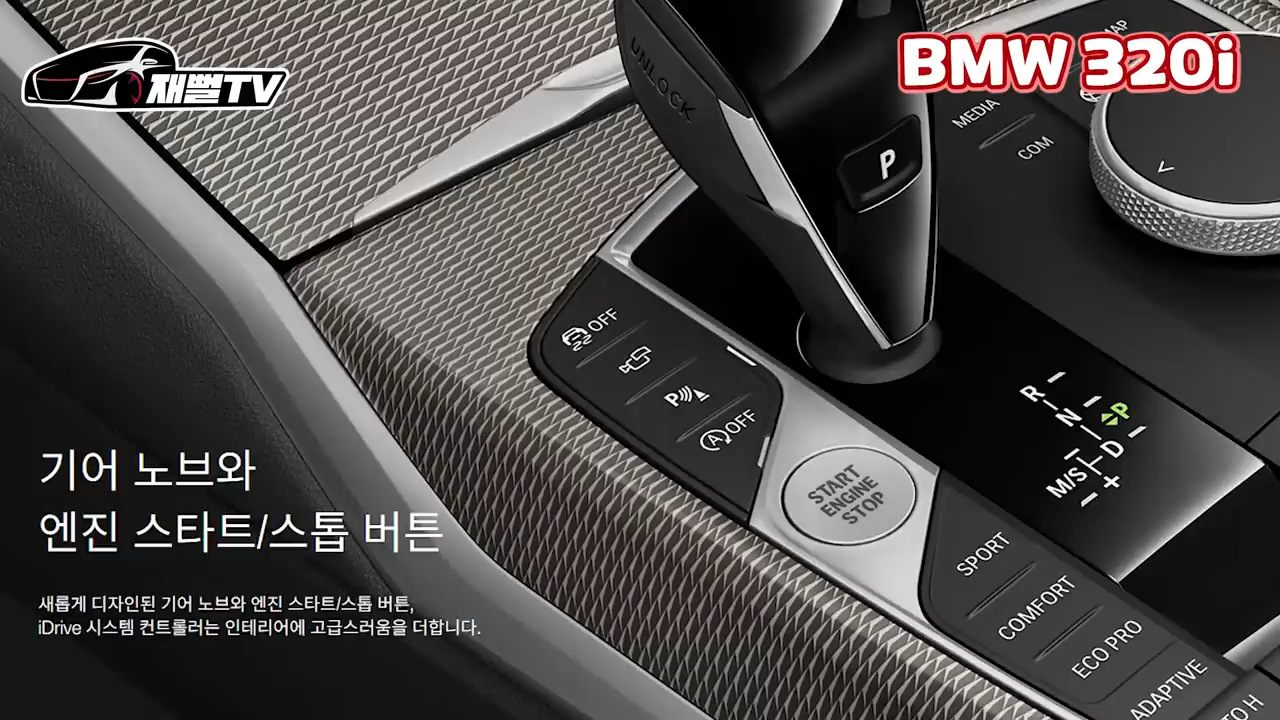 재뻘TV
BMW 320i
UNLOCK
P
MAP
MEDIA
COM
OFF
P
OFF
R
N
P
D
M/S
+
START
ENGINE
STOP
SPORT
COMFORT
ECO PRO
ADAPTIVE
기어 노브와
엔진 스타트/스톱 버튼
새롭게 디자인된 기어 노브와 엔진 스타트/스톱 버튼,
iDrive 시스템 컨트롤러는 인테리어에 고급스러움을 더합니다.